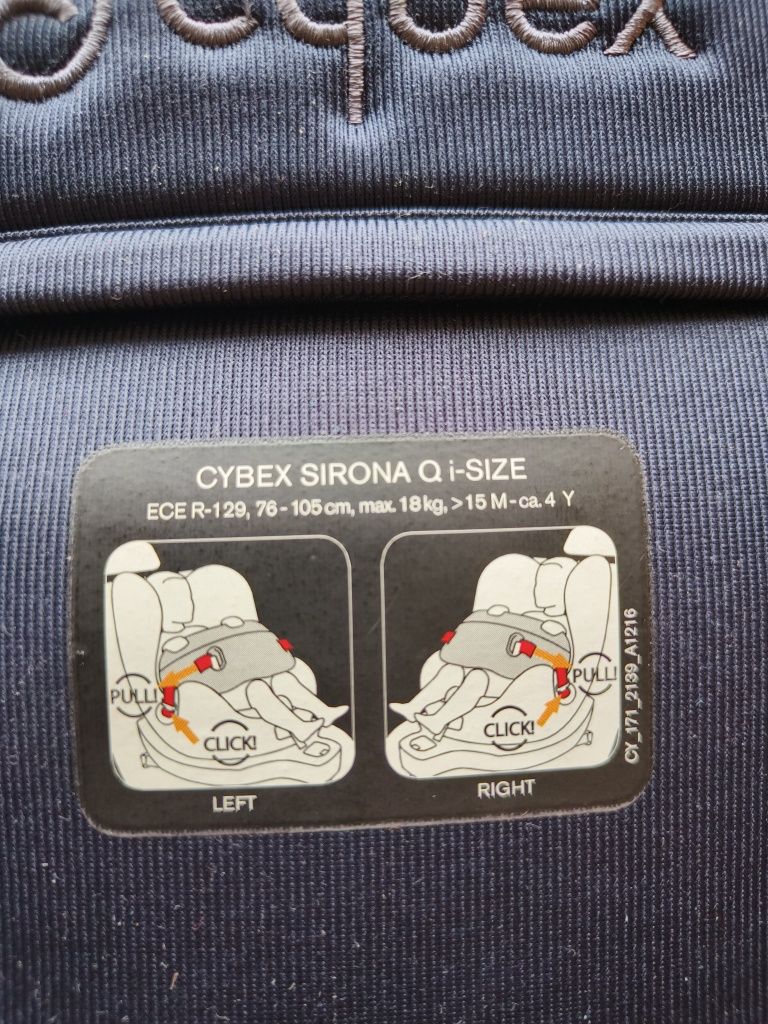 cybex
CYBEX SIRONA Q i-SIZE
ECE R-129, 76 - 105 cm, max. 18 kg, > 15 M - ca. 4 Y
PULL!
CLICK!
LEFT
PULL!
CLICK!
RIGHT
CY_171_2139_A1216